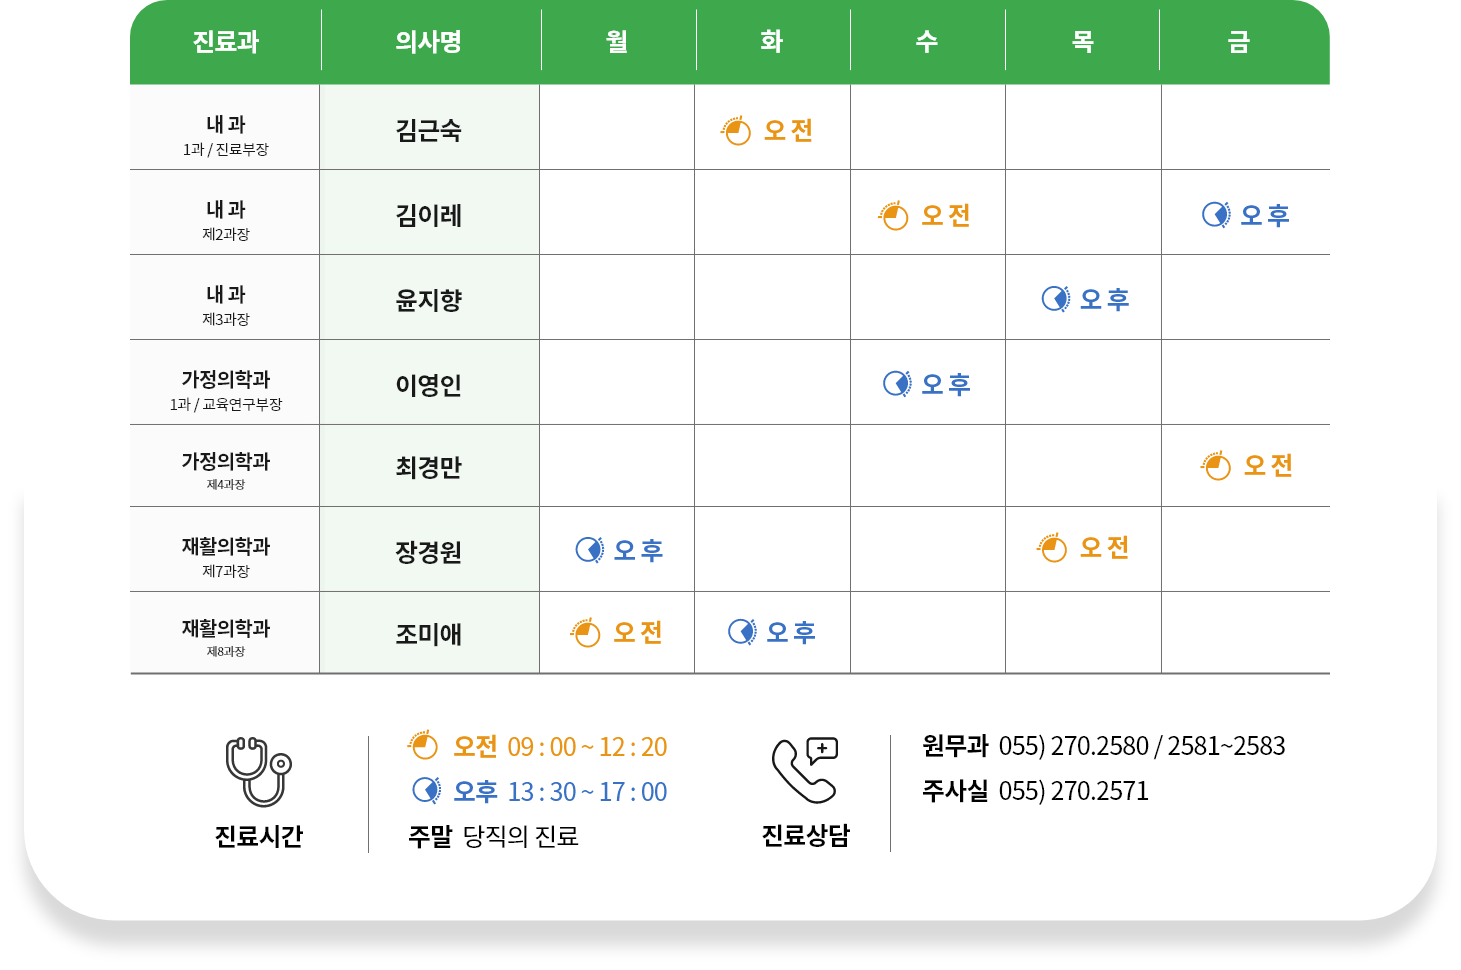 진료과 의사명 월 화 수 목 금
내 과
1과 / 진료부장
김근숙
오 전
내 과
제2과장
김이레
오 전
오 후
내 과
제3과장
윤지향
오 후
가정의학과
1과 / 교육연구부장
이영인
오 후
가정의학과
제4과장
최경만
오 전
재활의학과
제7과장
장경원
오 후
오 전
재활의학과
제8과장
조미애
오 전
오 후
진료시간
오전 09 : 00 ~ 12 : 20
오후 13 : 30 ~ 17 : 00
주말 당직의 진료
진료상담
원무과 055) 270.2580 / 2581~2583
주사실 055) 270.2571